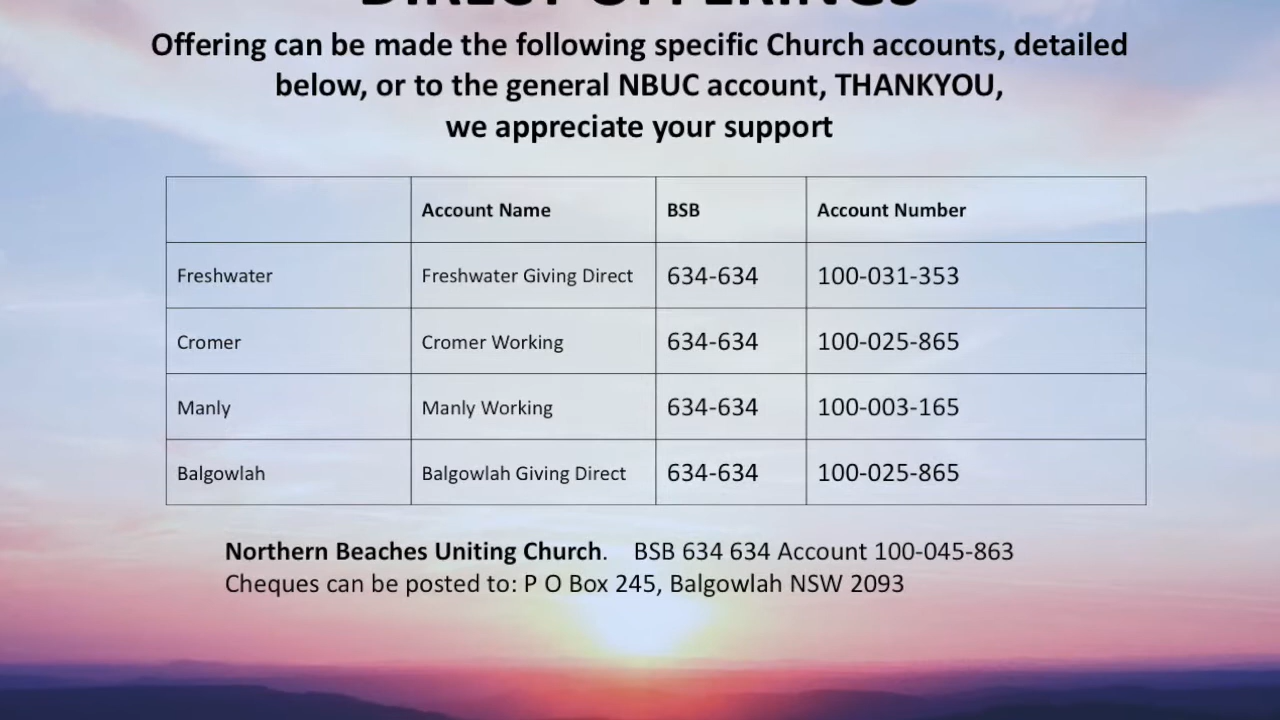 DIRECT OFFERINGS
Offering can be made the following specific Church accounts, detailed
below, or to the general NBUC account, THANKYOU,
we appreciate your support
Account Name BSB Account Number
Freshwater Freshwater Giving Direct 634-634 100-031-353
Cromer Cromer Working 634-634 100-025-865
Manly Manly Working 634-634 100-003-165
Balgowlah Balgowlah Giving Direct 634-634 100-025-865
Northern Beaches Uniting Church. BSB 634 634 Account 100-045-863
Cheques can be posted to: P O Box 245, Balgowlah NSW 2093